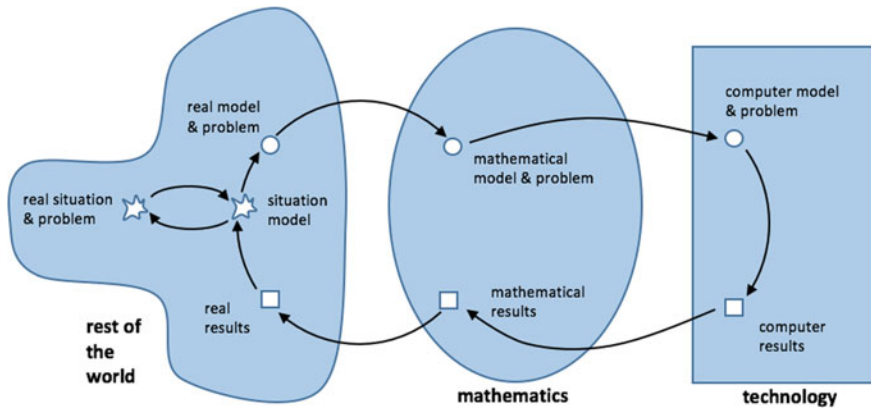 real model
& problem
computer model
& problem
mathematical
model & problem
real situation
& problem
situation
model
real
results
mathematical
results
computer
results
rest of
the
world
mathematics
technology